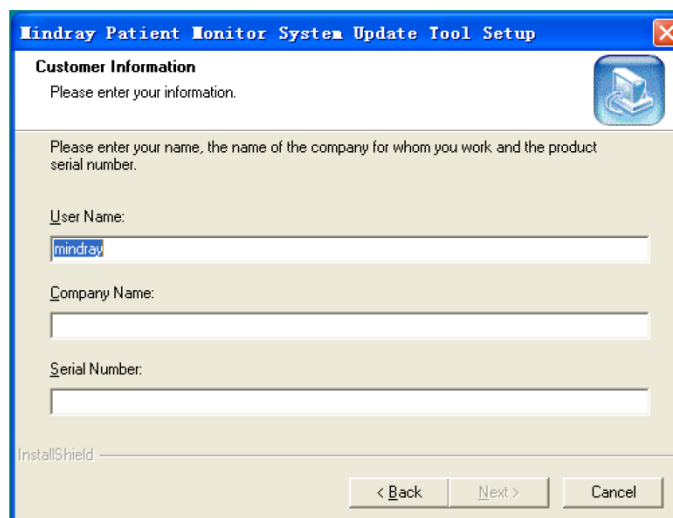 Mindray Patient Monitor System Update Tool Setup
Customer Information
Please enter your information.
Please enter your name, the name of the company for whom you work and the product
serial number.
User Name:
mindray
Company Name:
Serial Number:
InstallShield
< Back
Next >
Cancel